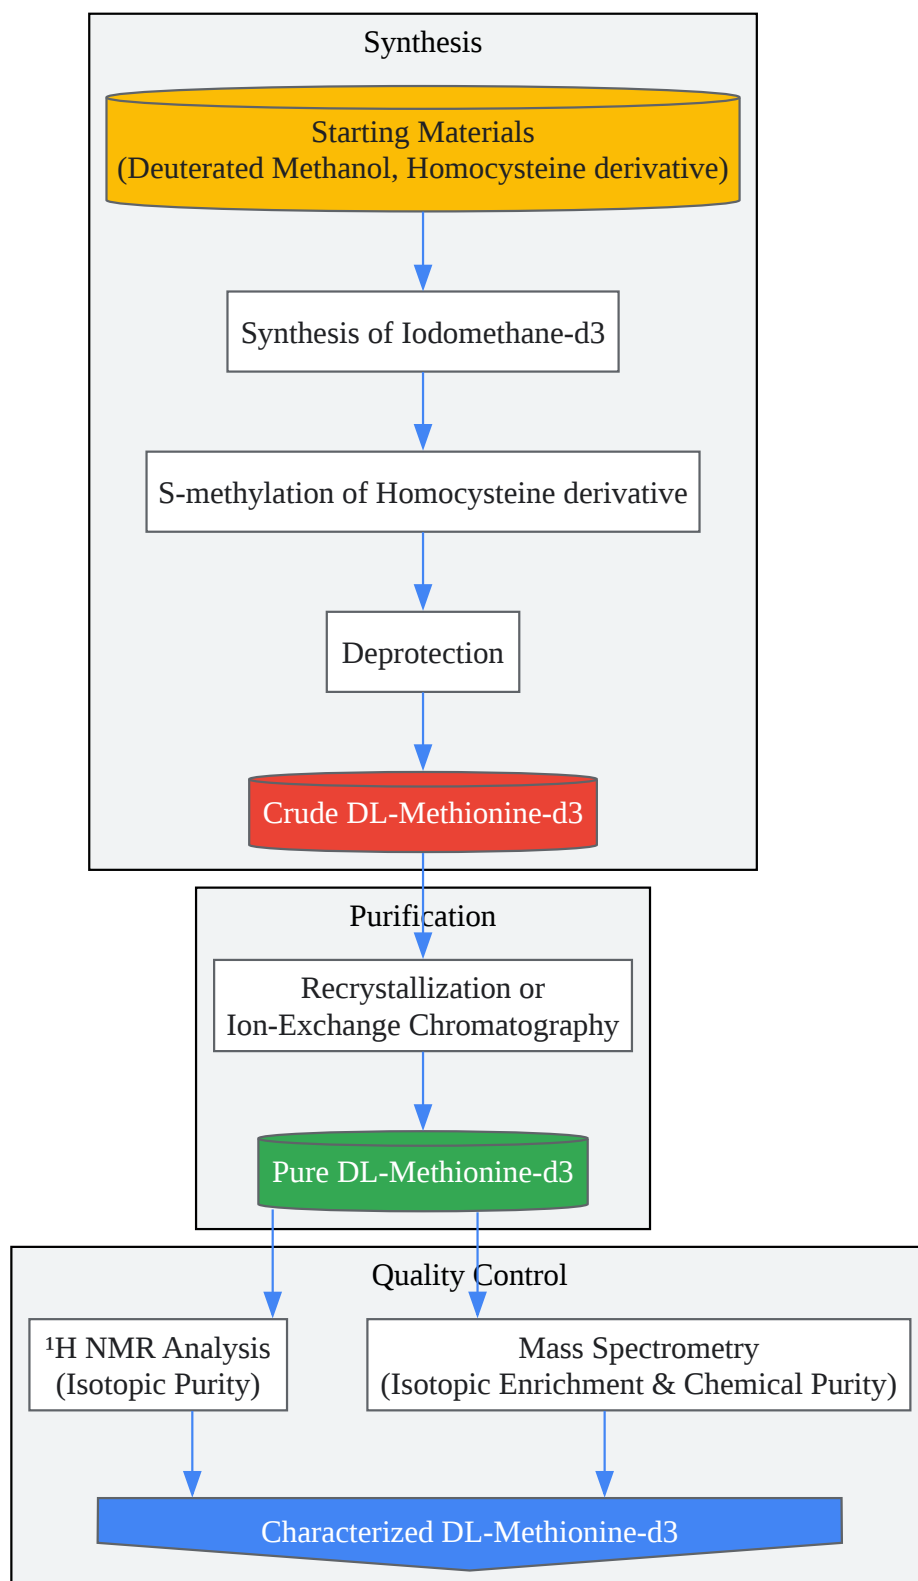 Synthesis
Starting Materials
(Deuterated Methanol, Homocysteine derivative)
Synthesis of Iodomethane-d3
S-methylation of Homocysteine derivative
Deprotection
Crude DL-Methionine-d3
Purification
Recrystallization or
Ion-Exchange Chromatography
Pure DL-Methionine-d3
Quality Control
¹H NMR Analysis
(Isotopic Purity)
Mass Spectrometry
(Isotopic Enrichment & Chemical Purity)
Characterized DL-Methionine-d3